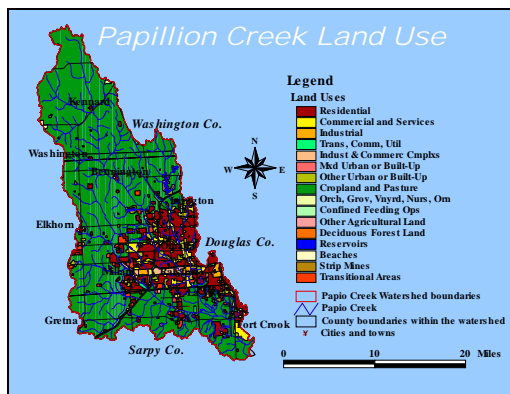 Papillion Creek Land Use
Legend
Land Uses
Residential
Commercial and Services
Industrial
Trans, Comm, Util
Indust & Commerc Cmplxs
Mxd Urban or Built-Up
Other Urban or Built-Up
Cropland and Pasture
Orch, Grov, Vnyrd, Nurs, Orn
Confined Feeding Ops
Other Agricultural Land
Deciduous Forest Land
Reservoirs
Beaches
Strip Mines
Transitional Areas
Papio Creek Watershed boundaries
Papio Creek
County boundaries within the watershed
Cities and towns
Kennard
Washington Co.
Washington
Bennington
Elkhorn
Douglas Co.
Gretna
Fort Crook
Sarpy Co.
N
W
E
S
0 10 20 Miles